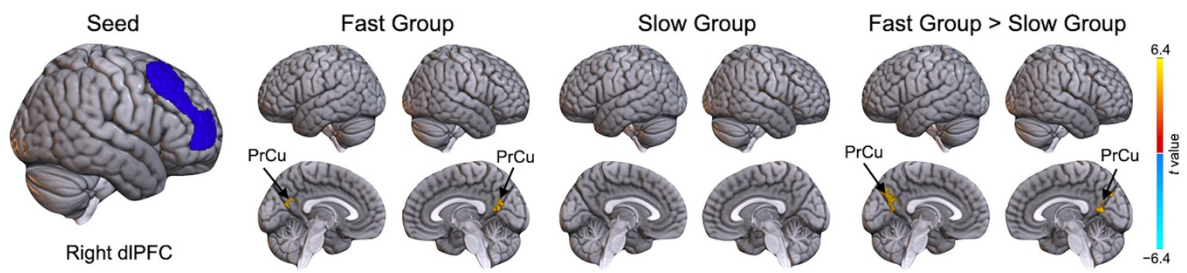 Seed
Fast Group
Slow Group
Fast Group > Slow Group
6.4
PrCu
PrCu
PrCu
PrCu
t value
Right dlPFC
−6.4